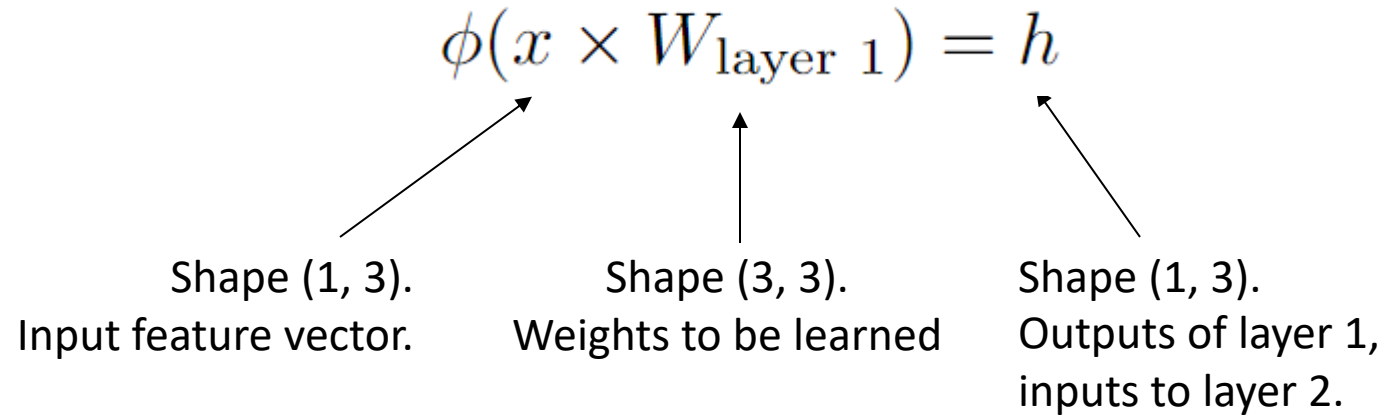 ϕ(x × W_layer 1) = h
Shape (1, 3).
Input feature vector.
Shape (3, 3).
Weights to be learned
Shape (1, 3).
Outputs of layer 1,
inputs to layer 2.